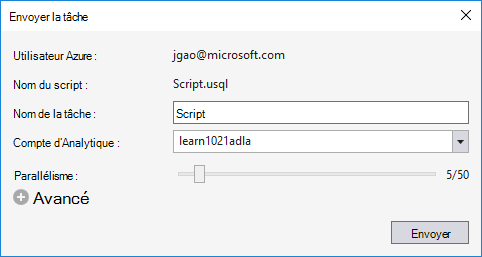 Envoyer la tâche
Utilisateur Azure : jgao@microsoft.com
Nom du script : Script.usql
Nom de la tâche : Script
Compte d'Analytique : learn1021adla
Parallélisme : 5/50
Avancé
Envoyer